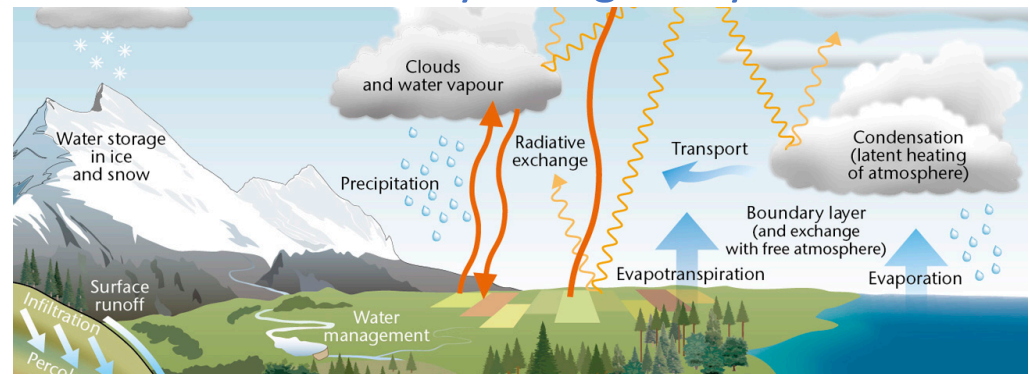 Clouds
and water vapour
Water storage
in ice
and snow
Precipitation
Radiative
exchange
Transport
Condensation
(latent heating
of atmosphere)
Boundary layer
(and exchange
with free atmosphere)
Evapotranspiration
Evaporation
Surface
runoff
Infiltration
Water
management